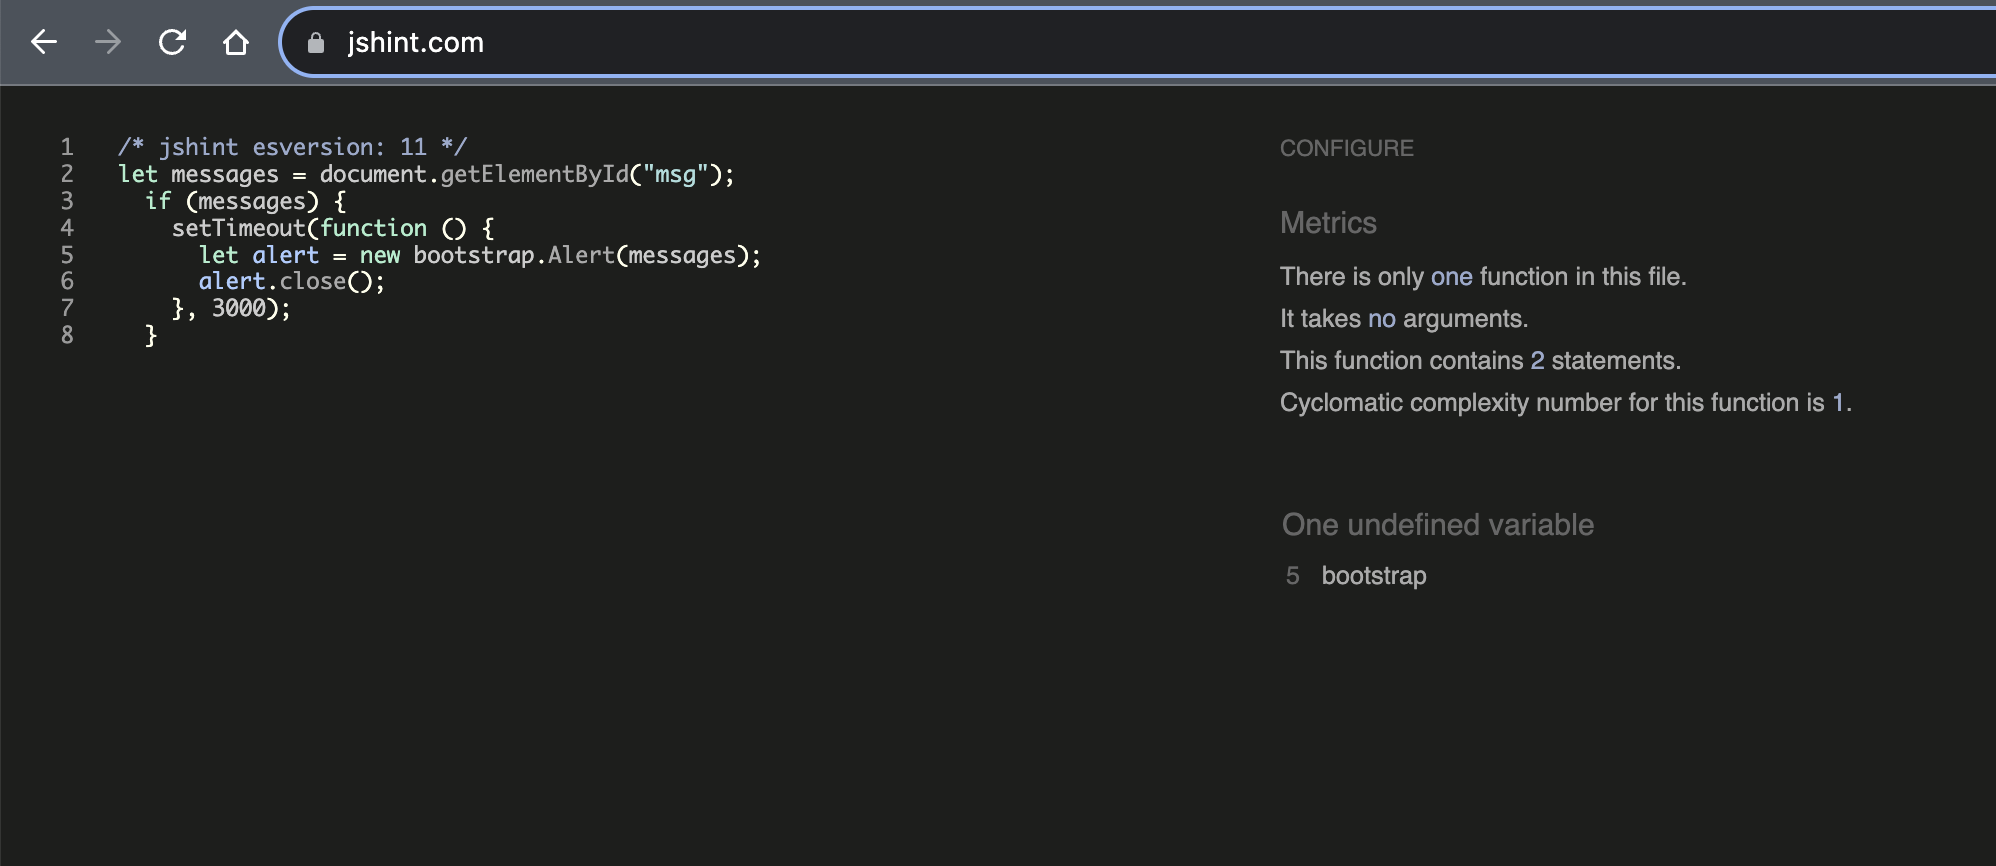 jshint.com
1 /* jshint esversion: 11 */
2 let messages = document.getElementById("msg");
3   if (messages) {
4     setTimeout(function () {
5       let alert = new bootstrap.Alert(messages);
6       alert.close();
7     }, 3000);
8   }
CONFIGURE
Metrics
There is only one function in this file.
It takes no arguments.
This function contains 2 statements.
Cyclomatic complexity number for this function is 1.
One undefined variable
5 bootstrap